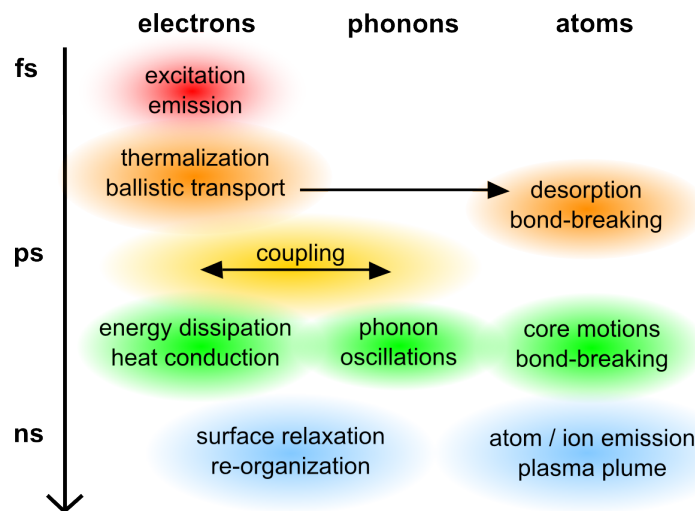 electrons phonons atoms
fs
excitation
emission
thermalization
ballistic transport
desorption
bond-breaking
ps
coupling
energy dissipation
heat conduction
phonon
oscillations
core motions
bond-breaking
ns
surface relaxation
re-organization
atom / ion emission
plasma plume